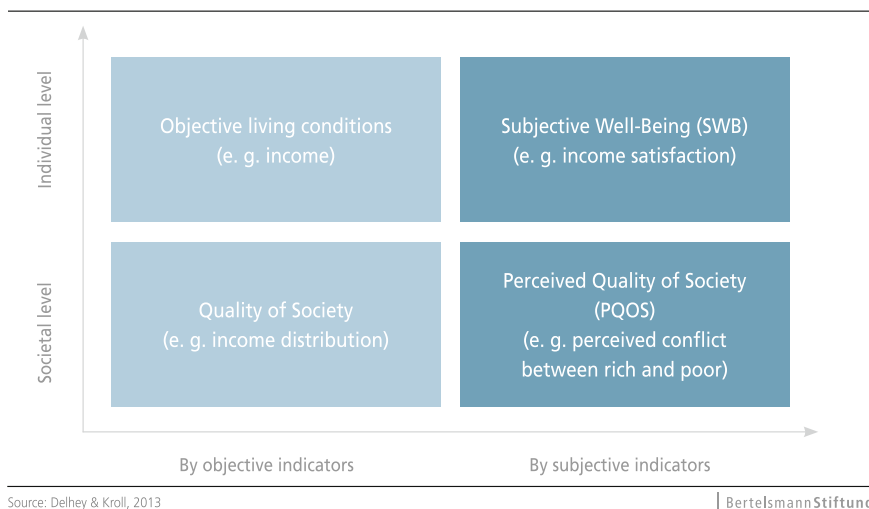 Individual level
Objective living conditions
(e. g. income)
Subjective Well-Being (SWB)
(e. g. income satisfaction)
Societal level
Quality of Society
(e. g. income distribution)
Perceived Quality of Society
(PQOS)
(e. g. perceived conflict
between rich and poor)
By objective indicators
By subjective indicators
Source: Delhey & Kroll, 2013
BertelsmannStiftung